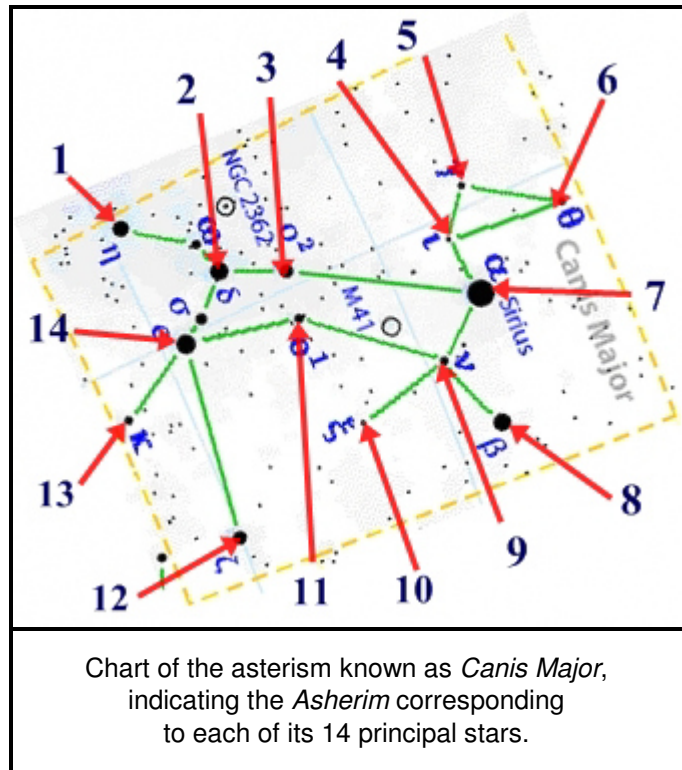 5
4
6
3
2
1
NGC 2362
ο²
θ
ω
ι
η
α
Canis Major
δ
7
σ
M41
Sirius
14
ο1
ν
κ
ξ
β
13
8
9
ζ
12
11
10
Chart of the asterism known as Canis Major,
indicating the Asherim corresponding
to each of its 14 principal stars.